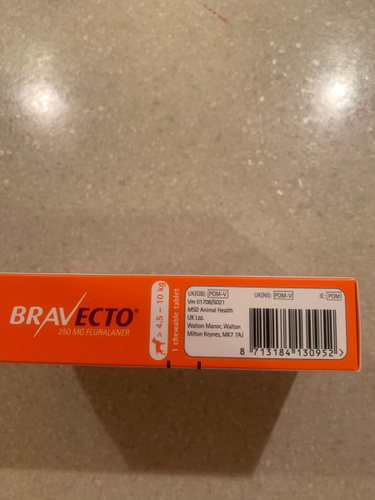 BRAVECTO®
250 MG FLURALANER
> 4.5 – 10 kg
1 chewable tablet
UK(GB): POM-V UK(NI): POM-V IE: POM
Vm 01708/5021
MSD Animal Health
UK Ltd.
Walton Manor, Walton
Milton Keynes, MK7 7AJ
8 713184 130952 >